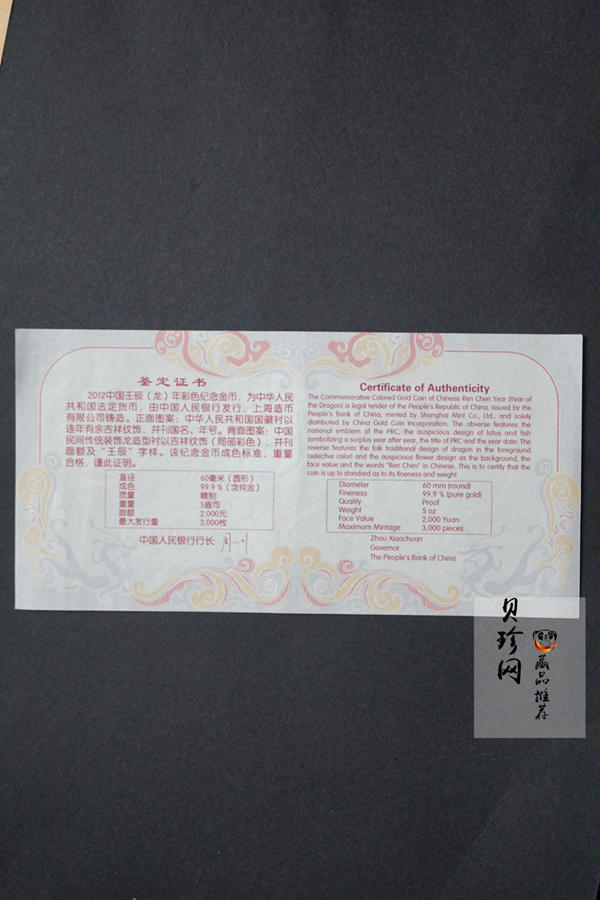 鉴定证书
2012中国壬辰（龙）年彩色纪念金币，为中华人民
共和国法定货币，由中国人民银行发行，上海造币
有限公司铸造。正面图案：中华人民共和国国徽衬以
连年有余吉祥纹饰，并刊国名、年号。背面图案：中国
民间传统装饰龙造型衬以吉祥纹饰（局部彩色），并刊
面额及“壬辰”字样。该纪念金币成色标准，重量
合格，谨此证明。
直径 60毫米（圆形）
成色 99.9％（含纯金）
质量 精制
重量 5盎司
面额 2,000元
最大发行量 3,000枚
中国人民银行行长
Certificate of Authenticity
The Commemorative Colored Gold Coin of Chinese Ren Chen Year (Year of
the Dragon) is legal tender of the People's Republic of China, issued by the
People's Bank of China, minted by Shanghai Mint Co., Ltd., and solely
distributed by China Gold Coin Incorporation. The obverse features the
national emblem of the PRC, the auspicious design of lotus and fish
symbolizing a surplus year after year, the title of PRC and the year date. The
reverse features the folk traditional design of dragon in the foreground
(selective color) and the auspicious flower design as the background, the
face value and the words "Ren Chen" in Chinese. This is to certify that the
coin is up to standard as to its fineness and weight.
Diameter 60 mm (round)
Fineness 99.9 % (pure gold)
Quality Proof
Weight 5 oz
Face Value 2,000 Yuan
Maximum Mintage 3,000 pieces
Zhou Xiaochuan
Governor
The People's Bank of China
贝珍网
藏品推荐